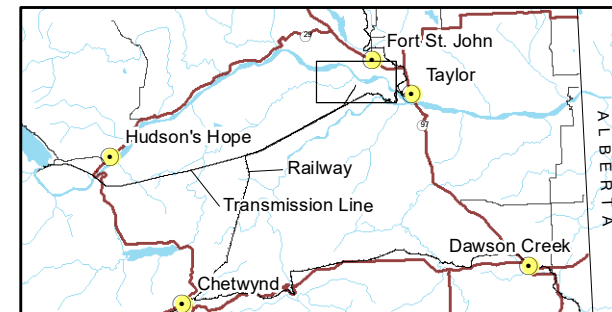 29
Fort St. John
Taylor
Hudson's Hope
97
ALBERTA
Railway
Transmission Line
Dawson Creek
Chetwynd